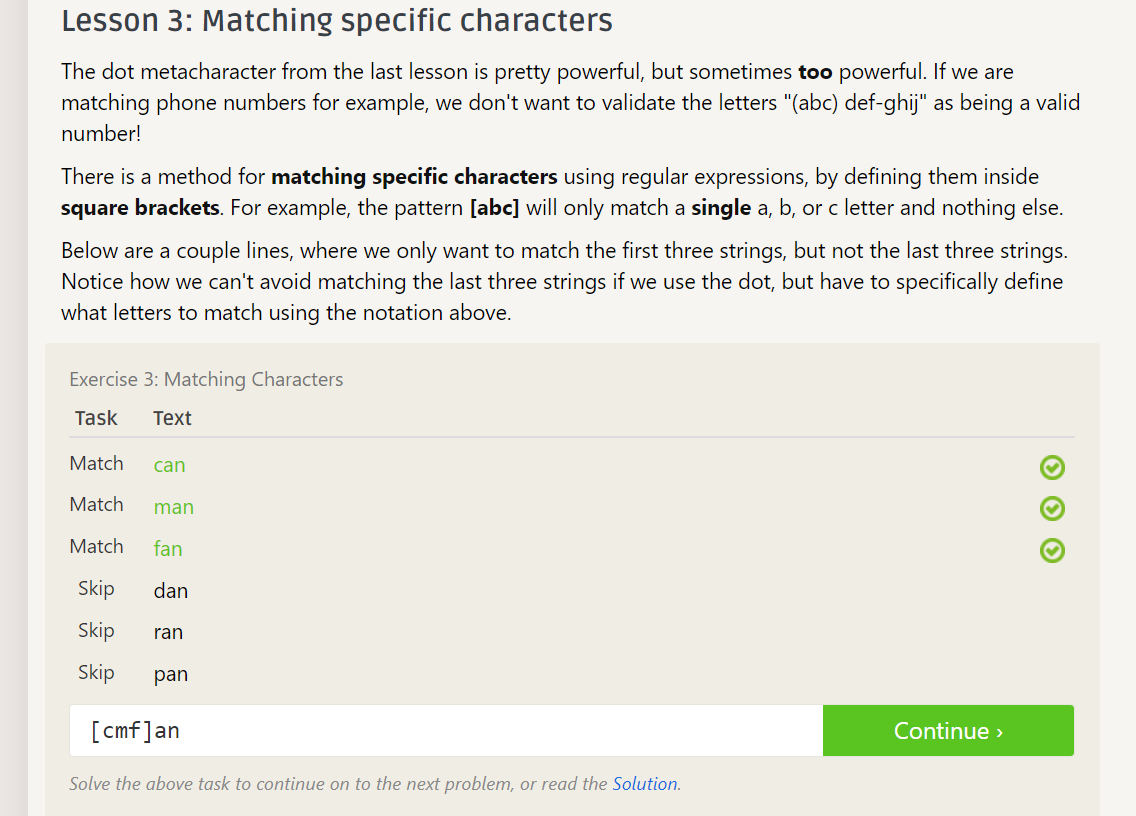 Lesson 3: Matching specific characters
The dot metacharacter from the last lesson is pretty powerful, but sometimes too powerful. If we are
matching phone numbers for example, we don't want to validate the letters "(abc) def-ghij" as being a valid
number!
There is a method for matching specific characters using regular expressions, by defining them inside
square brackets. For example, the pattern [abc] will only match a single a, b, or c letter and nothing else.
Below are a couple lines, where we only want to match the first three strings, but not the last three strings.
Notice how we can't avoid matching the last three strings if we use the dot, but have to specifically define
what letters to match using the notation above.
Exercise 3: Matching Characters
Task Text
Match can
Match man
Match fan
Skip dan
Skip ran
Skip pan
[cmf]an Continue ›
Solve the above task to continue on to the next problem, or read the Solution.